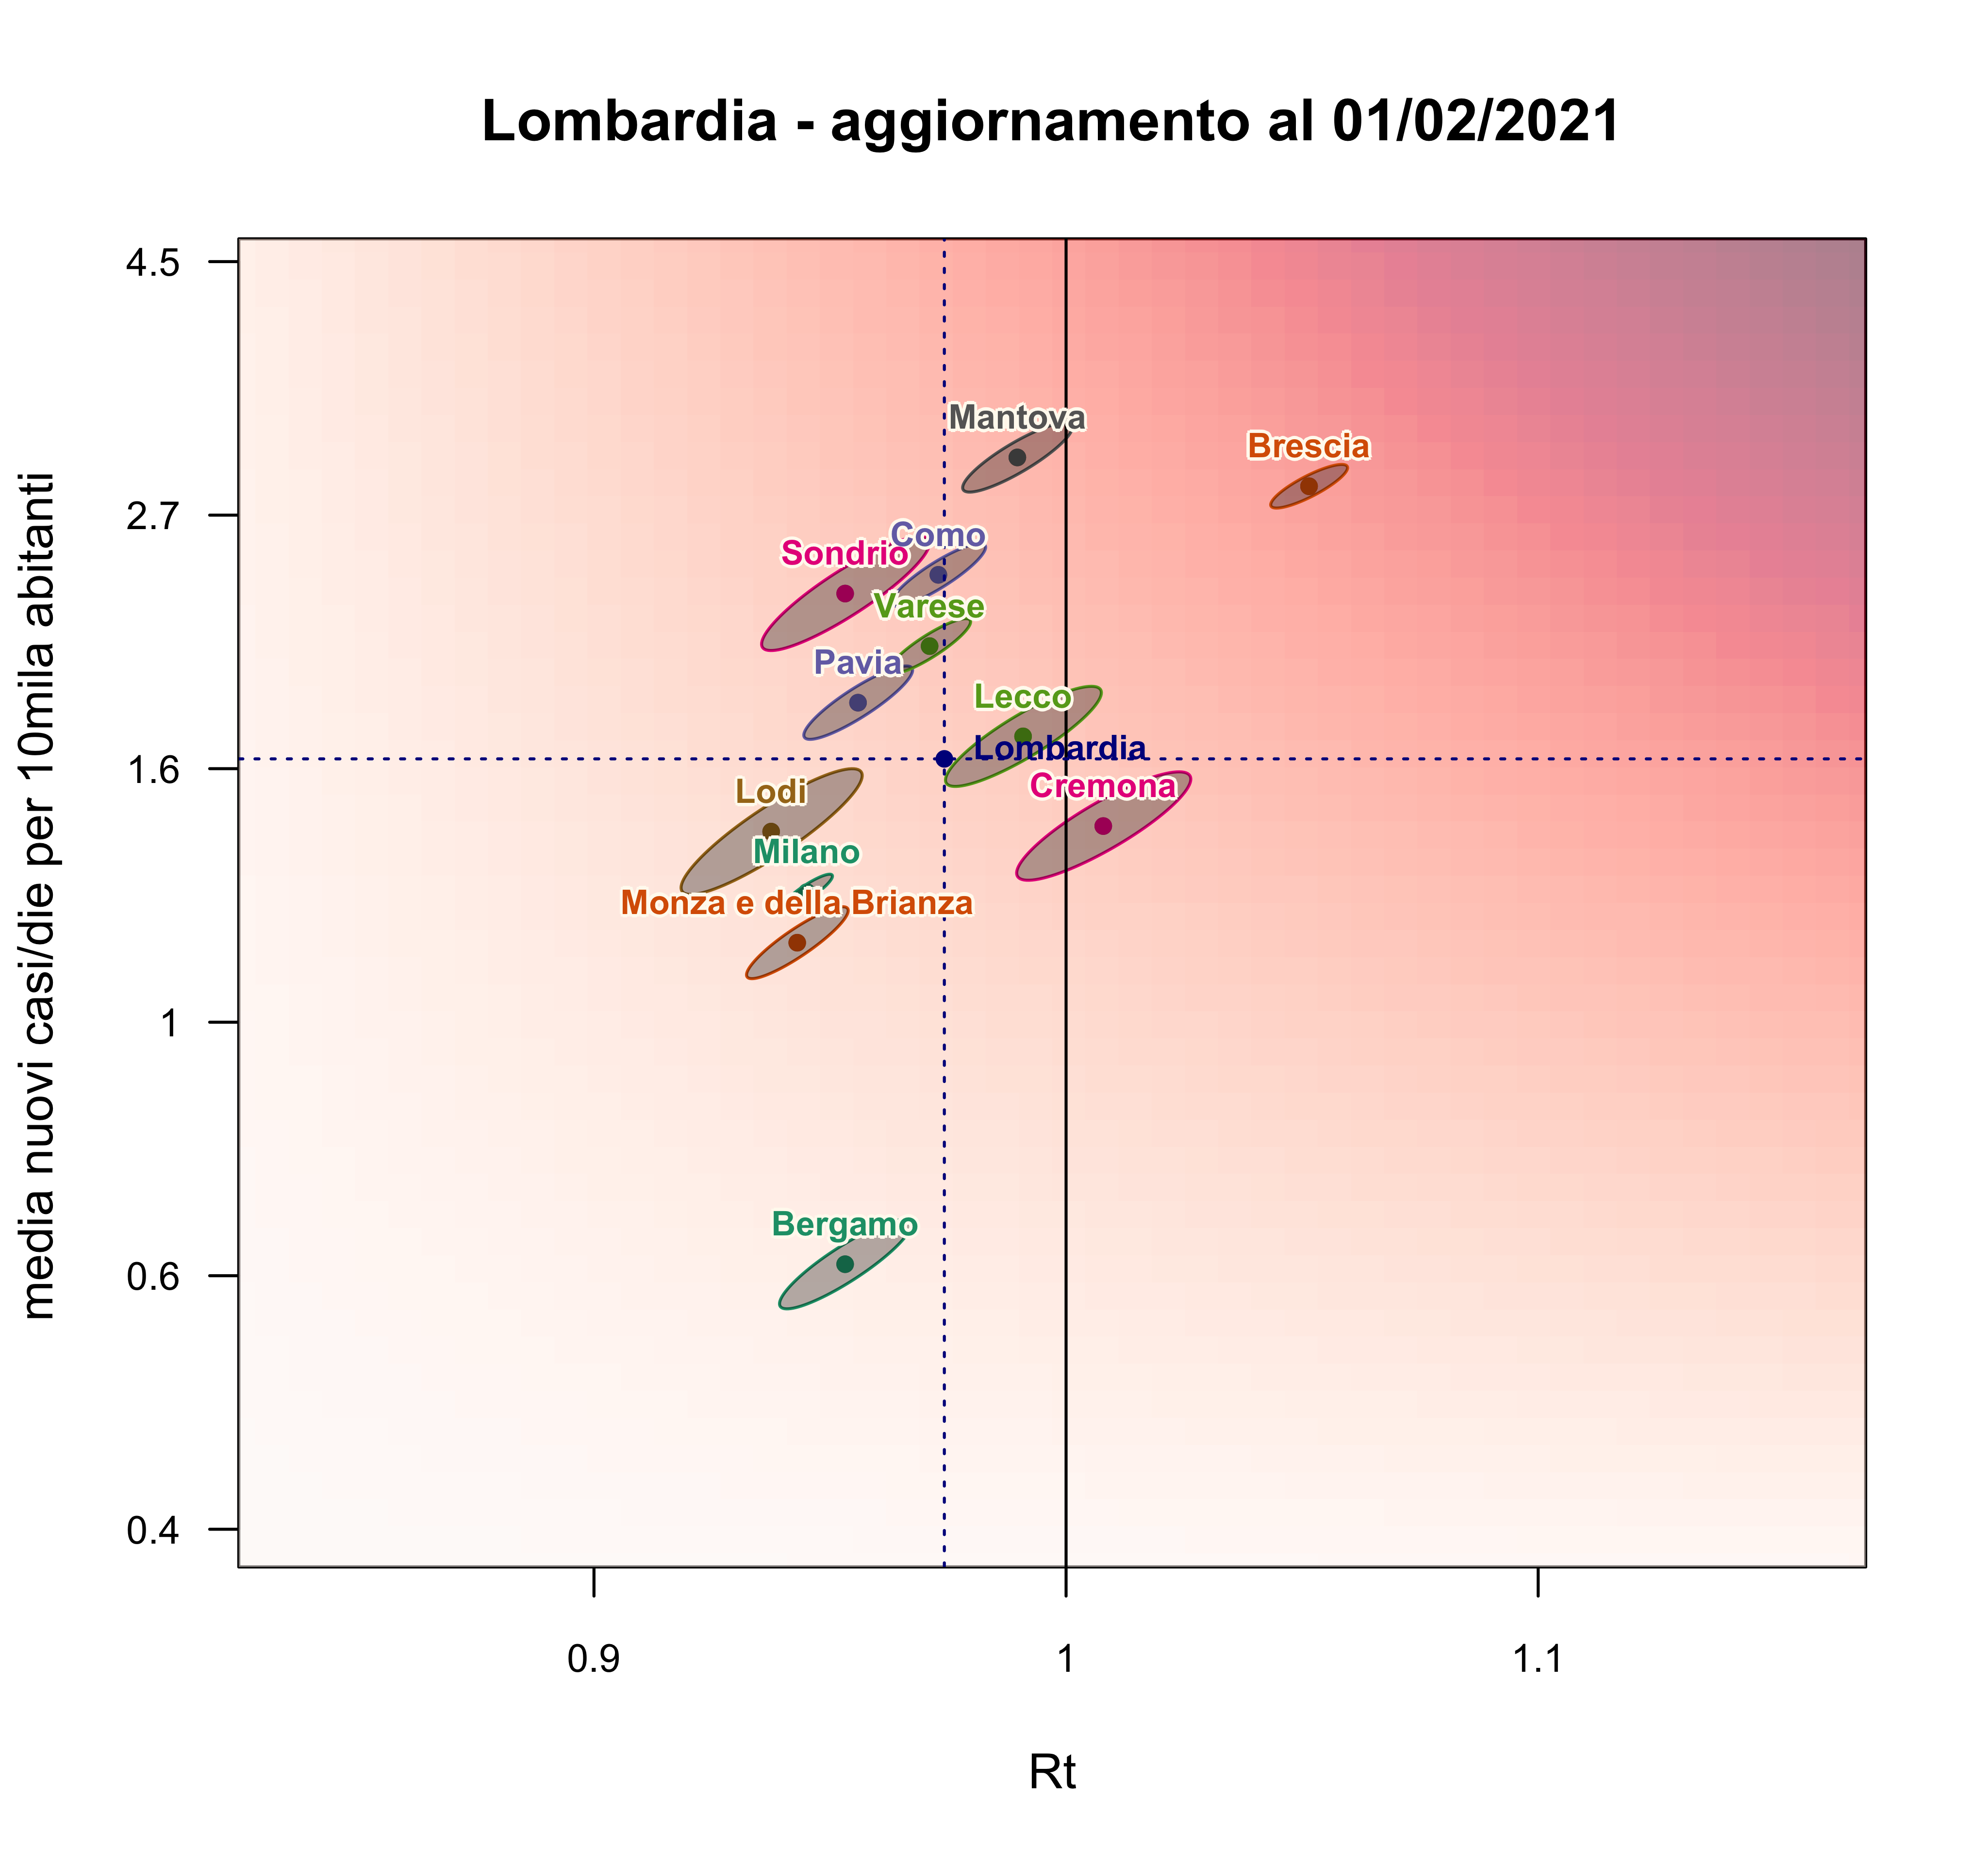 Lombardia - aggiornamento al 01/02/2021
media nuovi casi/die per 10mila abitanti
4.5
2.7
1.6
1
0.6
0.4
Mantova
Brescia
Como
Sondrio
Varese
Pavia
Lecco
Lombardia
Cremona
Lodi
Milano
Monza e della Brianza
Bergamo
0.9
1
1.1
Rt